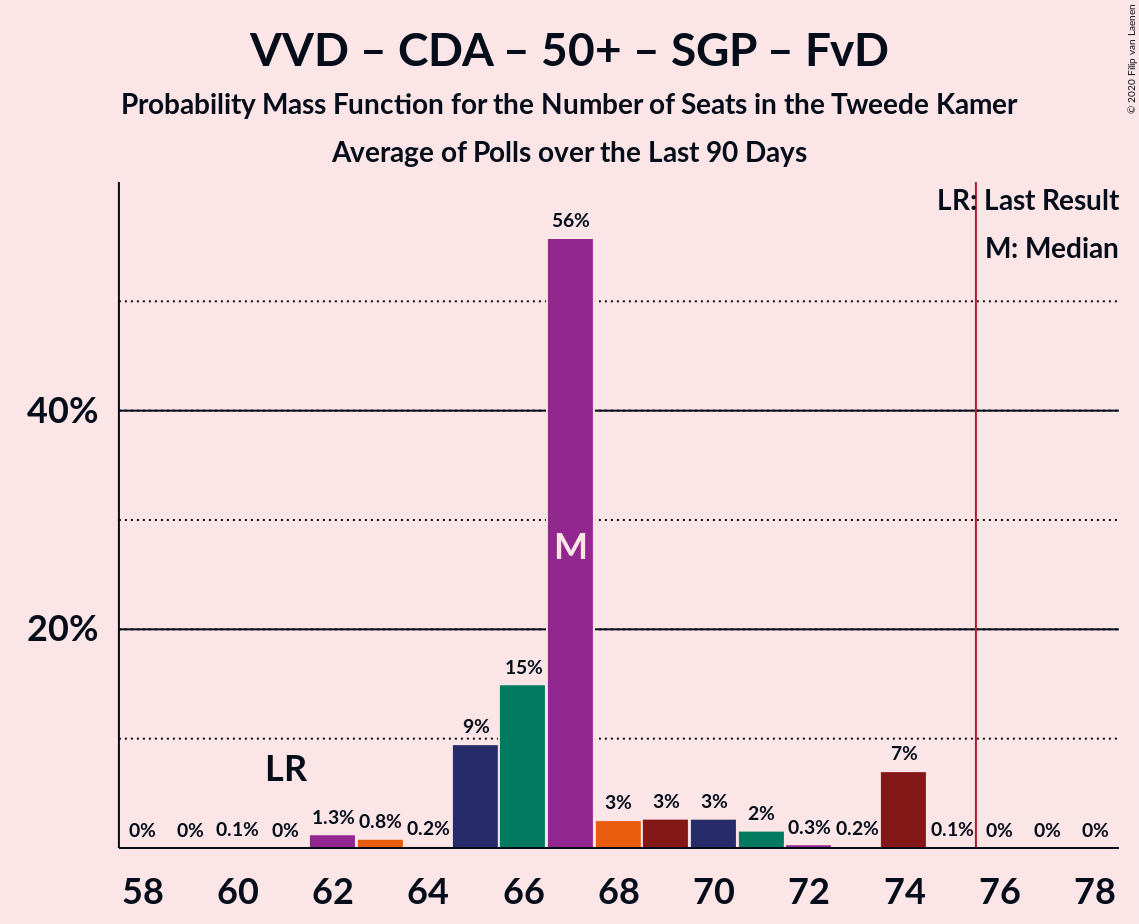 VVD – CDA – 50+ – SGP – FvD
Probability Mass Function for the Number of Seats in the Tweede Kamer
Average of Polls over the Last 90 Days
© 2020 Filip van Laenen
LR: Last Result
M: Median
56%
40%
M
20%
15%
9%
7%
LR
0% 0% 0.1% 0% 1.3% 0.8% 0.2% 3% 3% 3% 2% 0.3% 0.2% 0.1% 0% 0% 0%
58 60 62 64 66 68 70 72 74 76 78